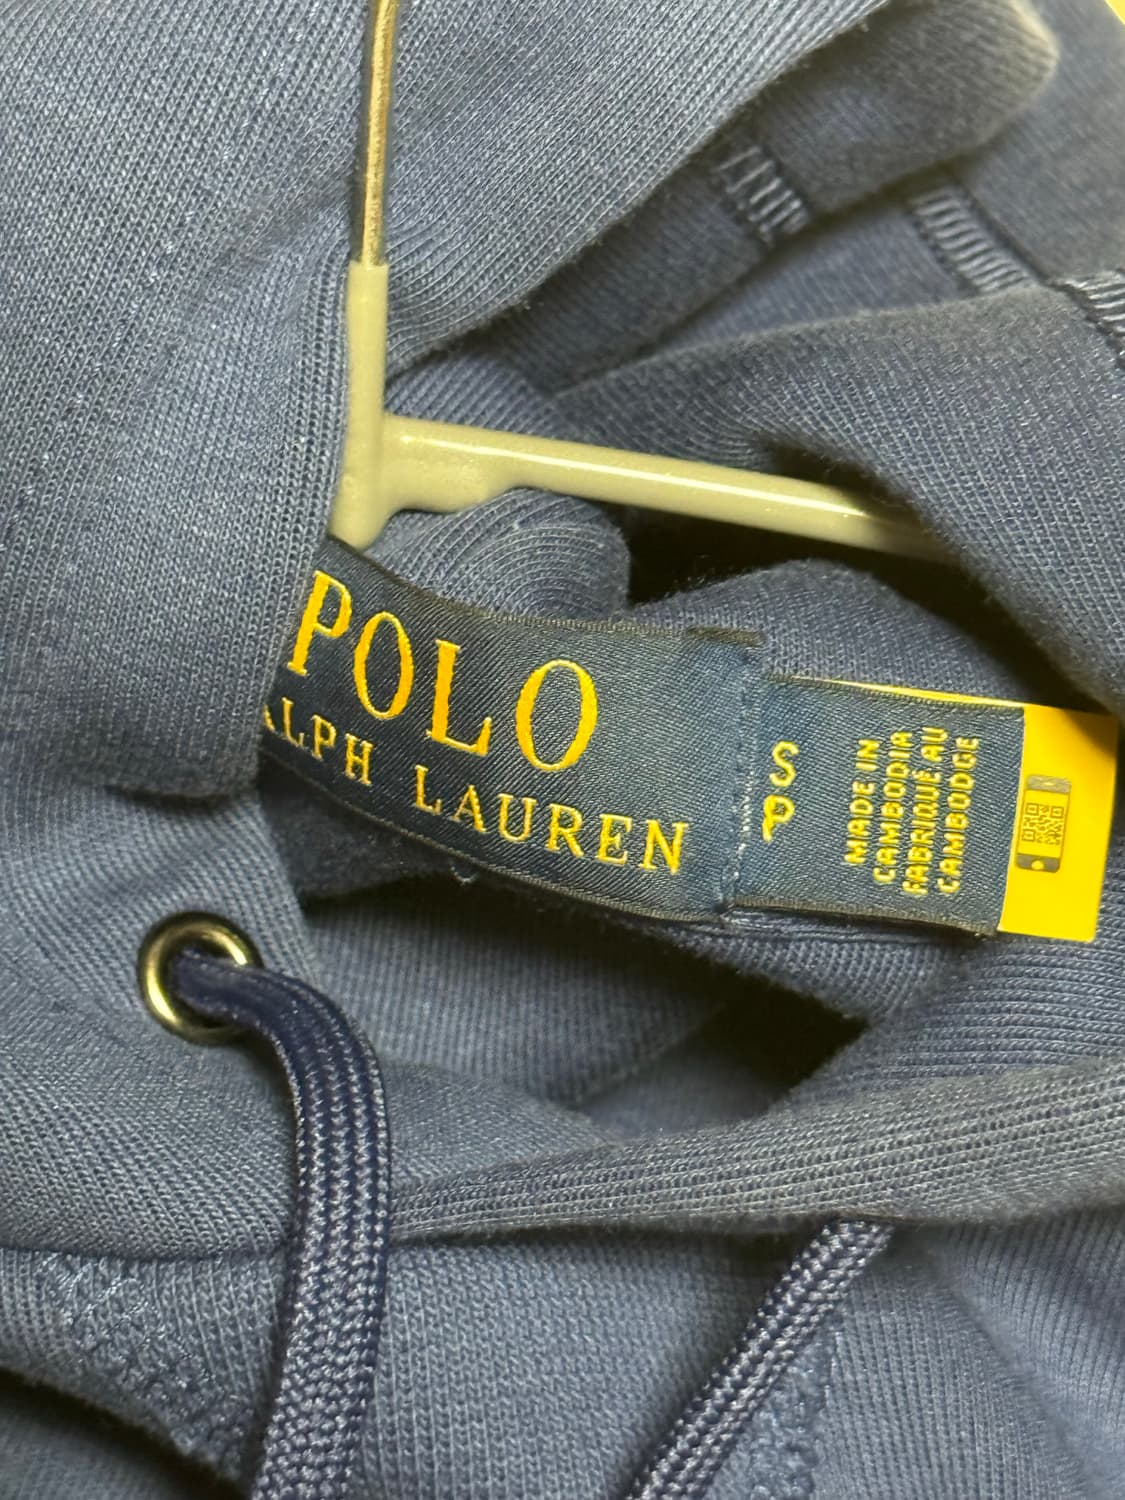 POLO
ALPH LAUREN
S
P
MADE IN
CAMBODIA
FABRIQUÉ AU
CAMBODGE